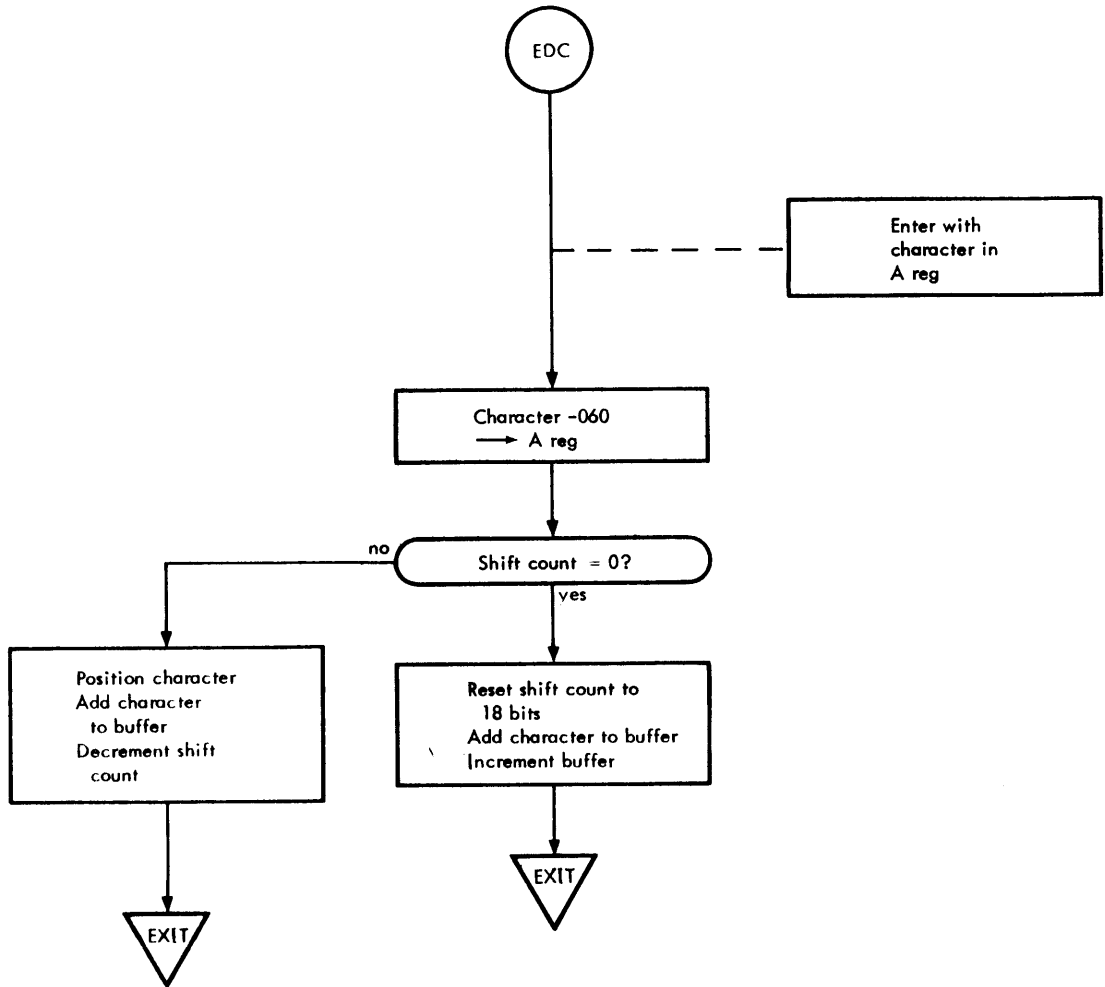 EDC
Enter with
character in
A reg
Character -060
→ A reg
Shift count = 0?
no
yes
Position character
Add character
to buffer
Decrement shift
count
Reset shift count to
18 bits
Add character to buffer
Increment buffer
EXIT
EXIT